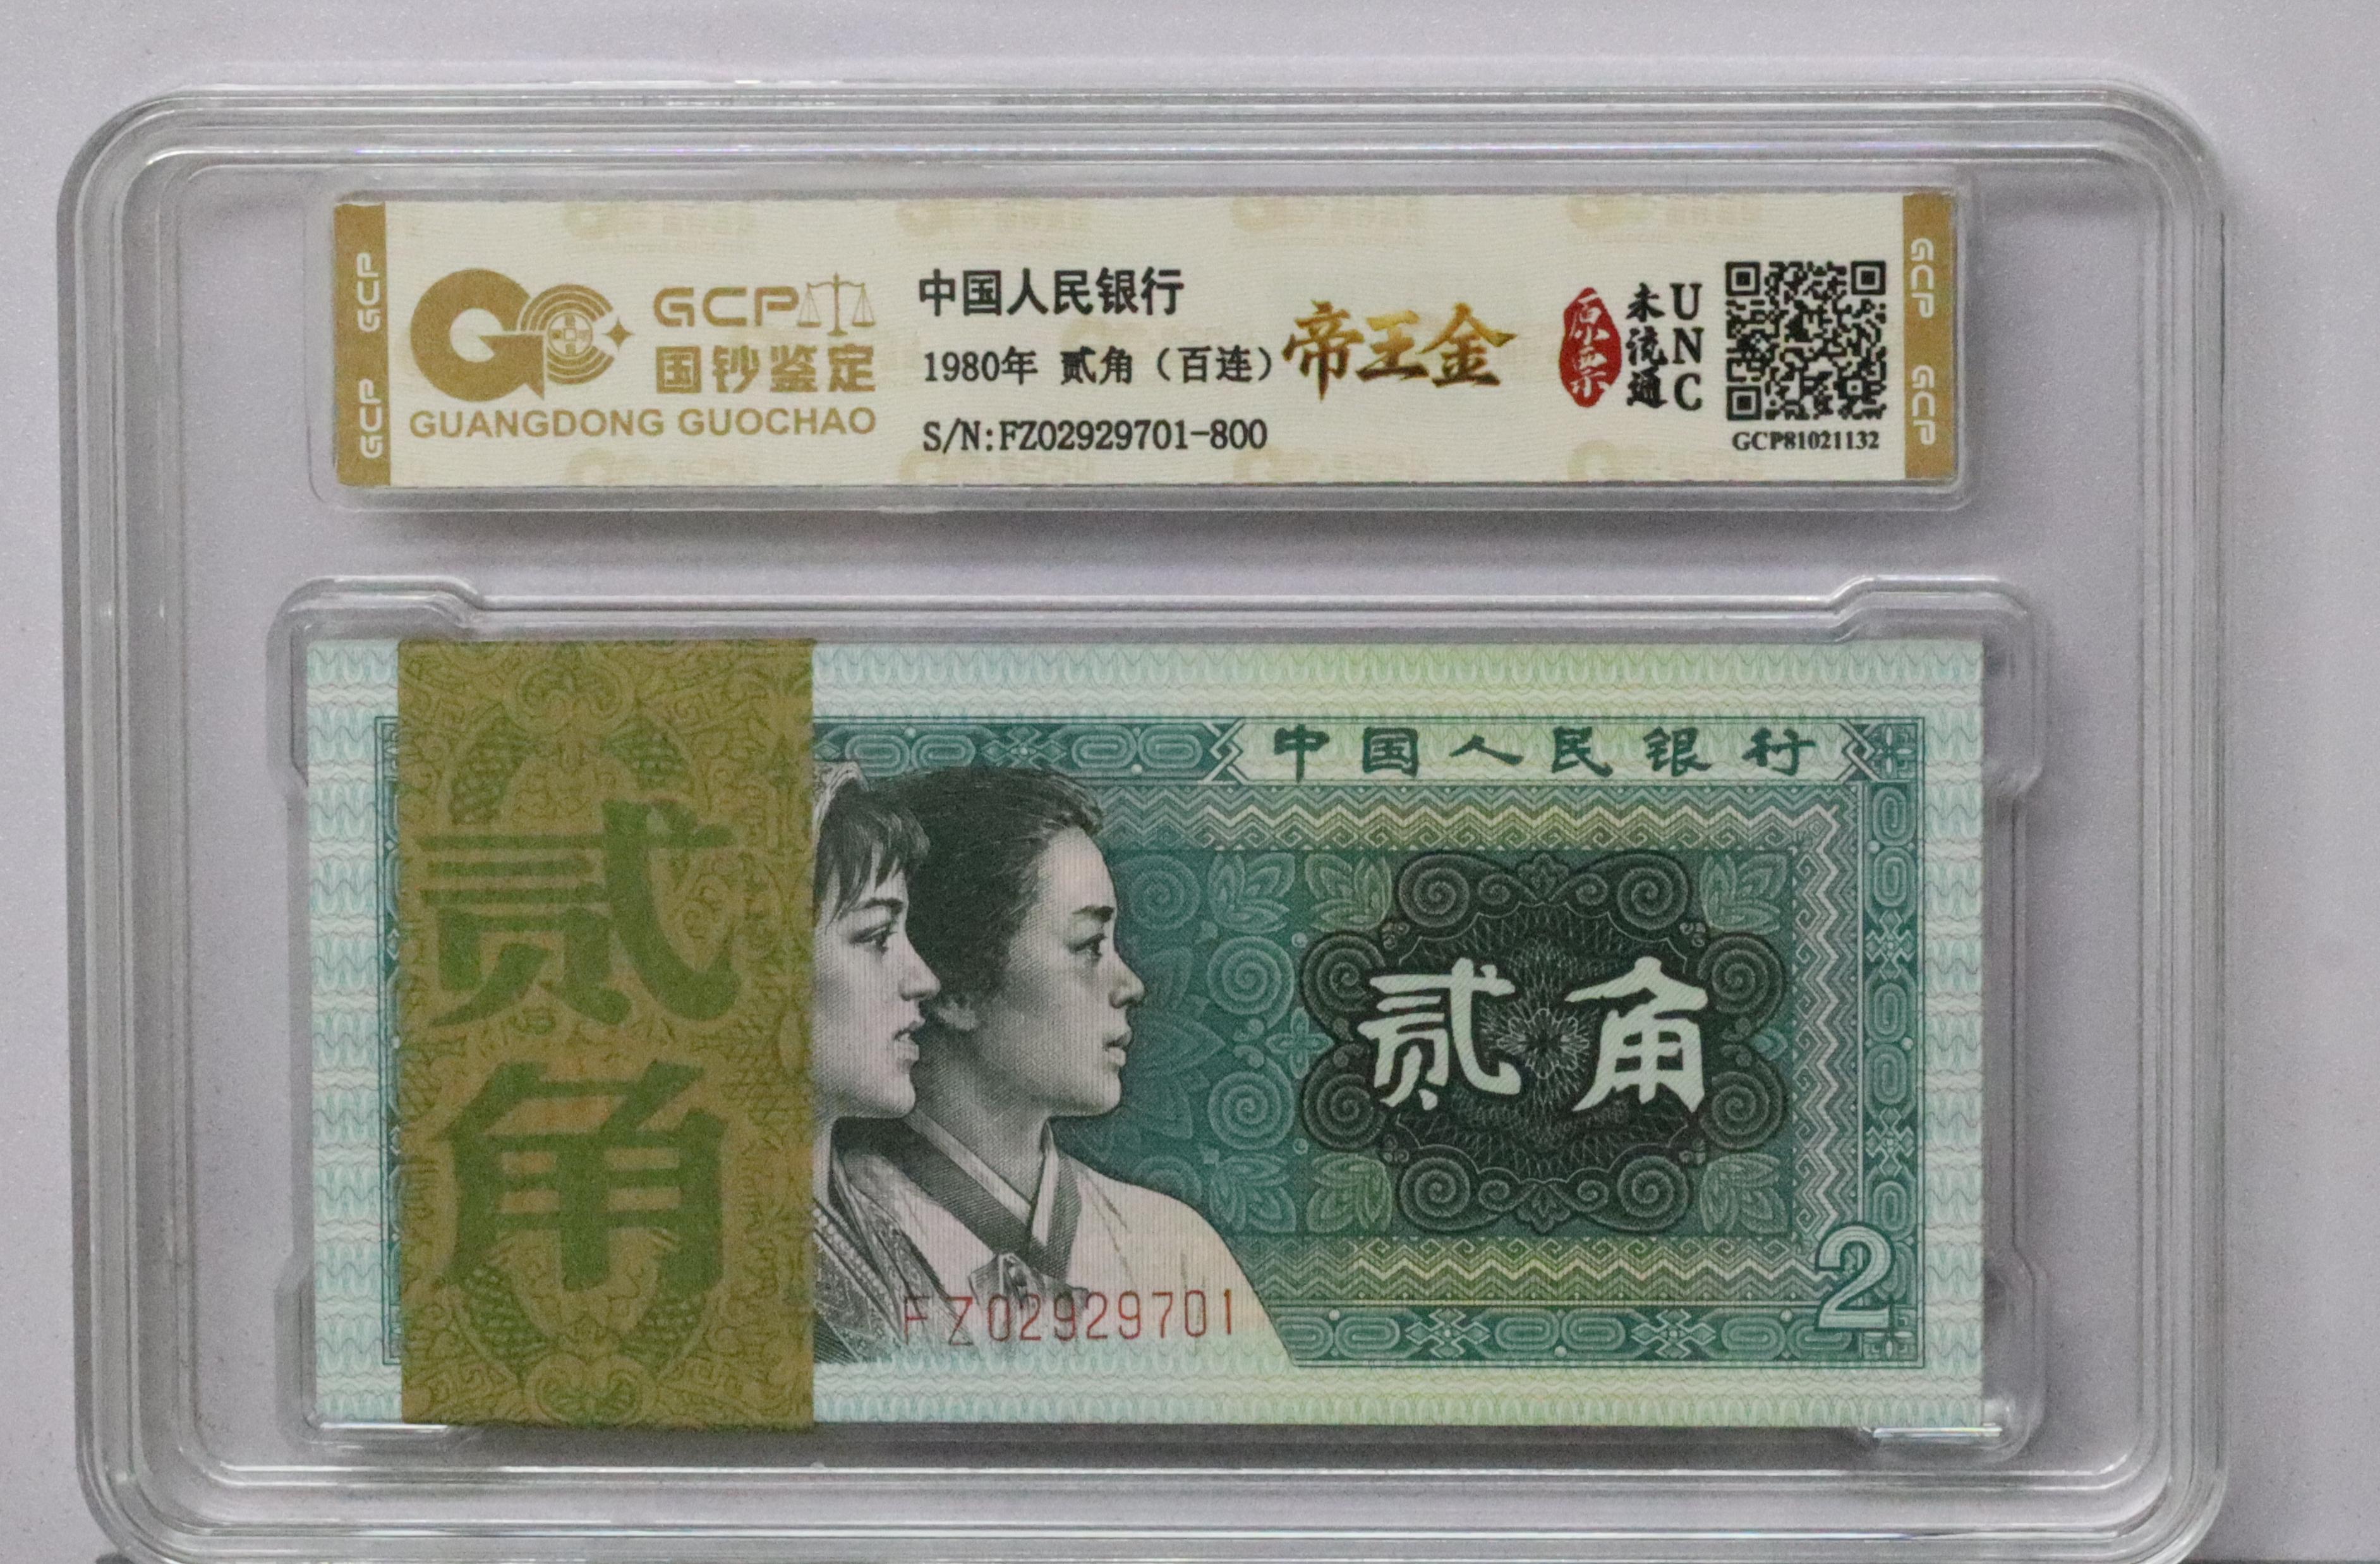 GCP GCP
GCP
国钞鉴定
GUANGDONG GUOCHAO
中国人民银行
1980年 贰角（百连）
S/N:FZ02929701-800
帝王金
原票
未流通
UNC
GCP81021132
GCP GCP
贰角
中国人民银行
贰角
FZ02929701
2